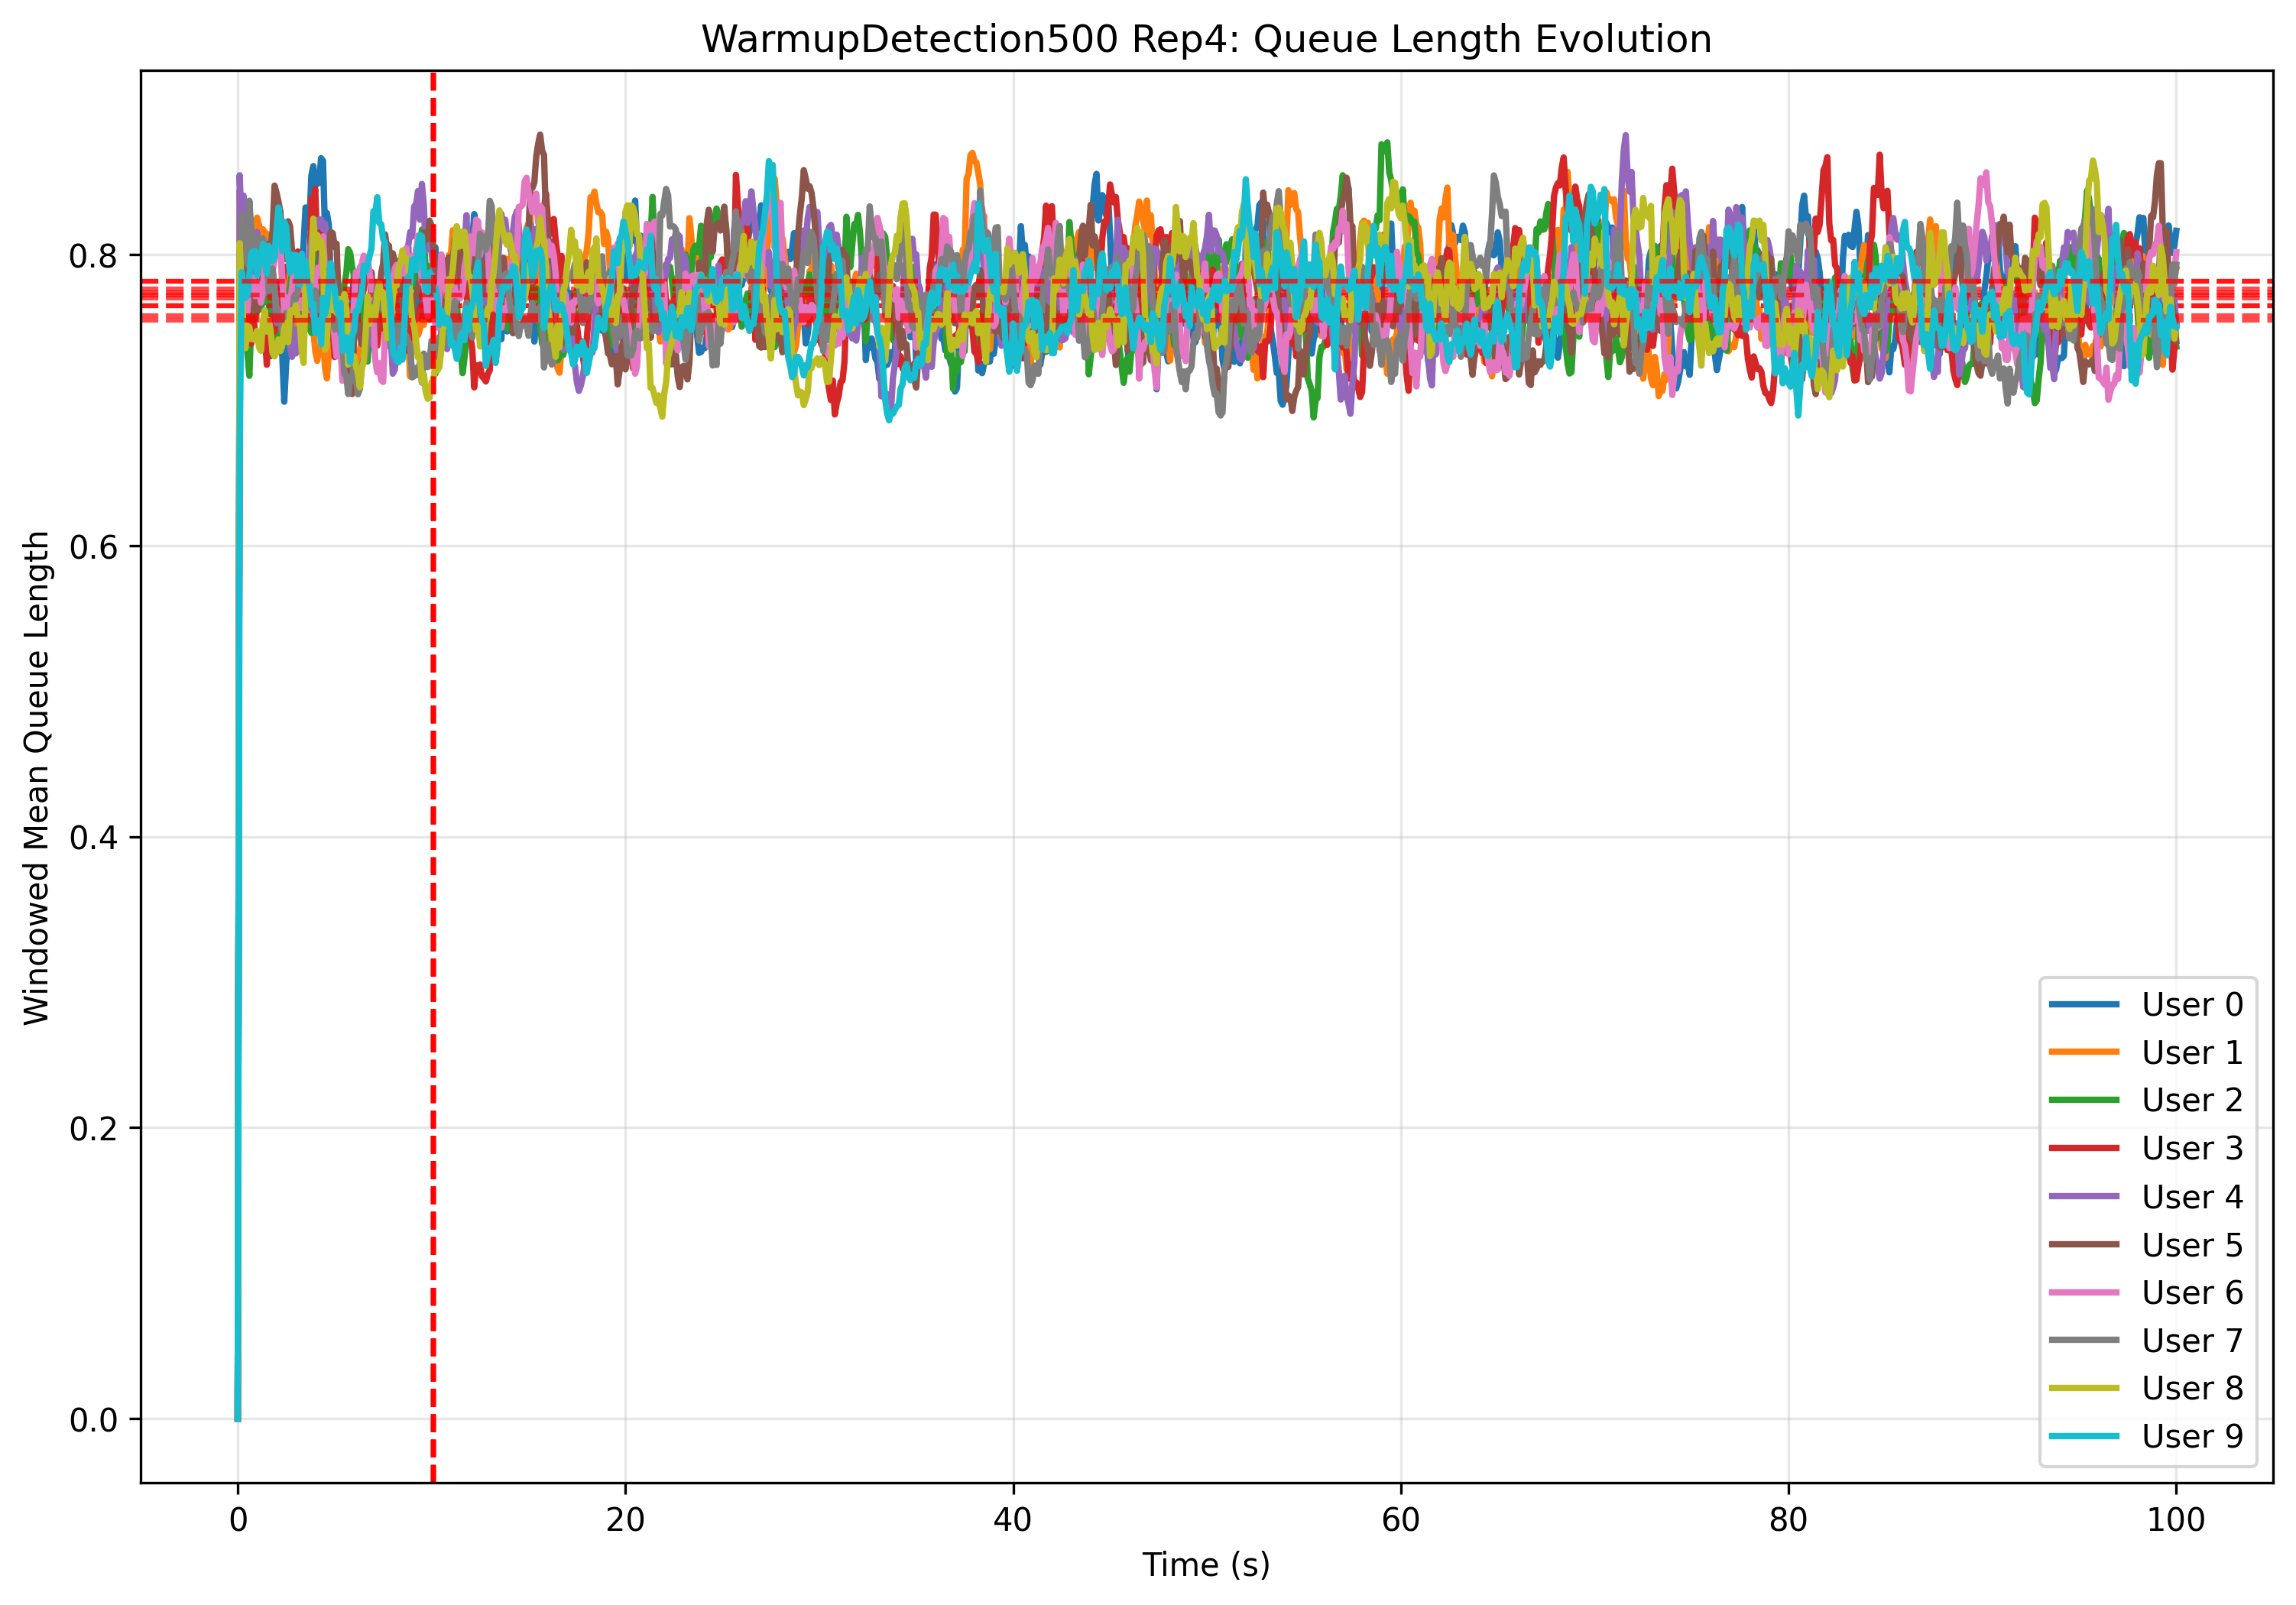 WarmupDetection500 Rep4: Queue Length Evolution
Windowed Mean Queue Length
0.8
0.6
0.4
0.2
0.0
0
20
40
60
80
100
Time (s)
User 0
User 1
User 2
User 3
User 4
User 5
User 6
User 7
User 8
User 9